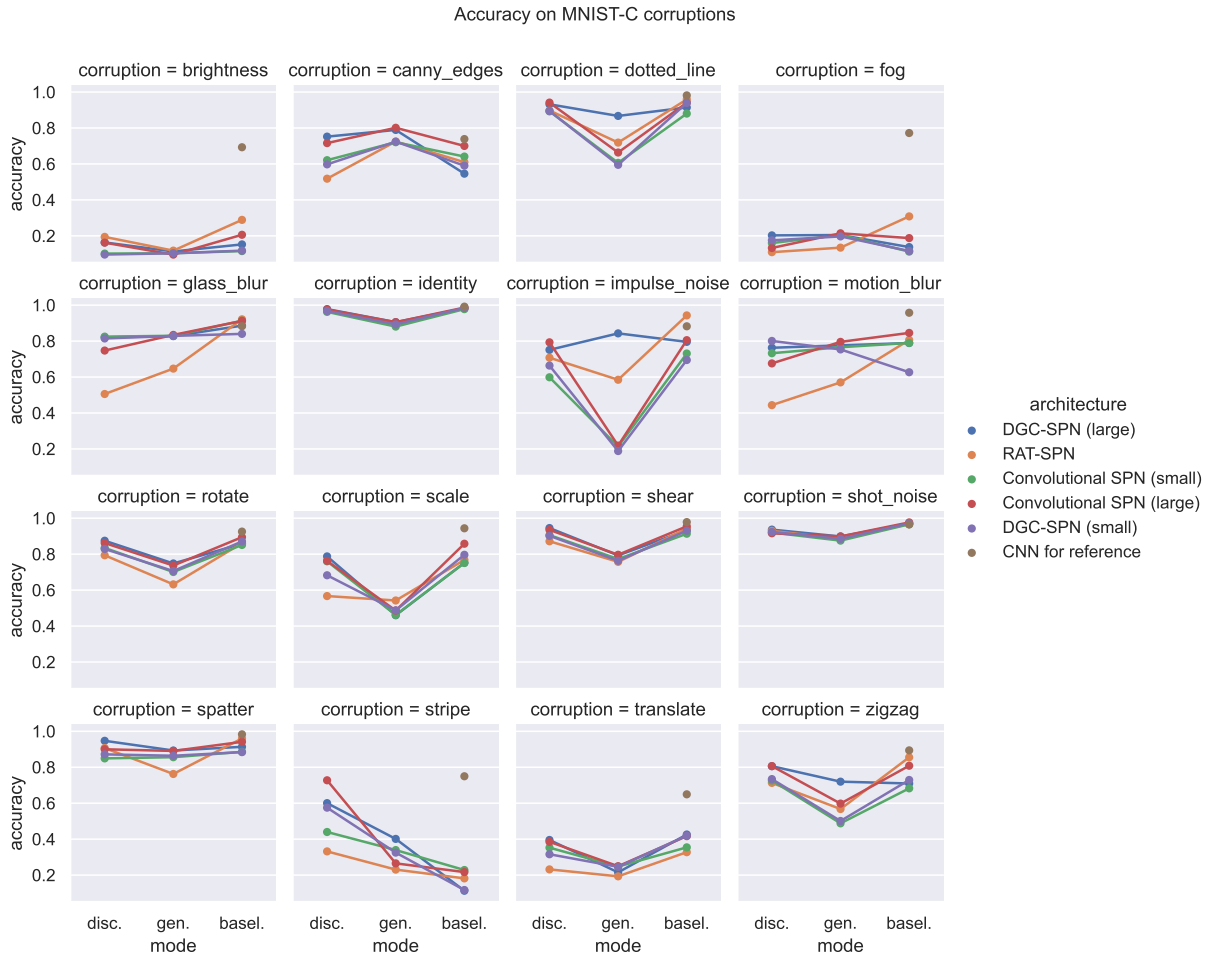 Accuracy on MNIST-C corruptions
corruption = brightness
corruption = canny_edges
corruption = dotted_line
corruption = fog
accuracy
1.0
0.8
0.6
0.4
0.2
corruption = glass_blur
corruption = identity
corruption = impulse_noise
corruption = motion_blur
accuracy
1.0
0.8
0.6
0.4
0.2
corruption = rotate
corruption = scale
corruption = shear
corruption = shot_noise
accuracy
1.0
0.8
0.6
0.4
0.2
corruption = spatter
corruption = stripe
corruption = translate
corruption = zigzag
accuracy
1.0
0.8
0.6
0.4
0.2
disc. gen. basel.
mode
disc. gen. basel.
mode
disc. gen. basel.
mode
disc. gen. basel.
mode
architecture
DGC-SPN (large)
RAT-SPN
Convolutional SPN (small)
Convolutional SPN (large)
DGC-SPN (small)
CNN for reference